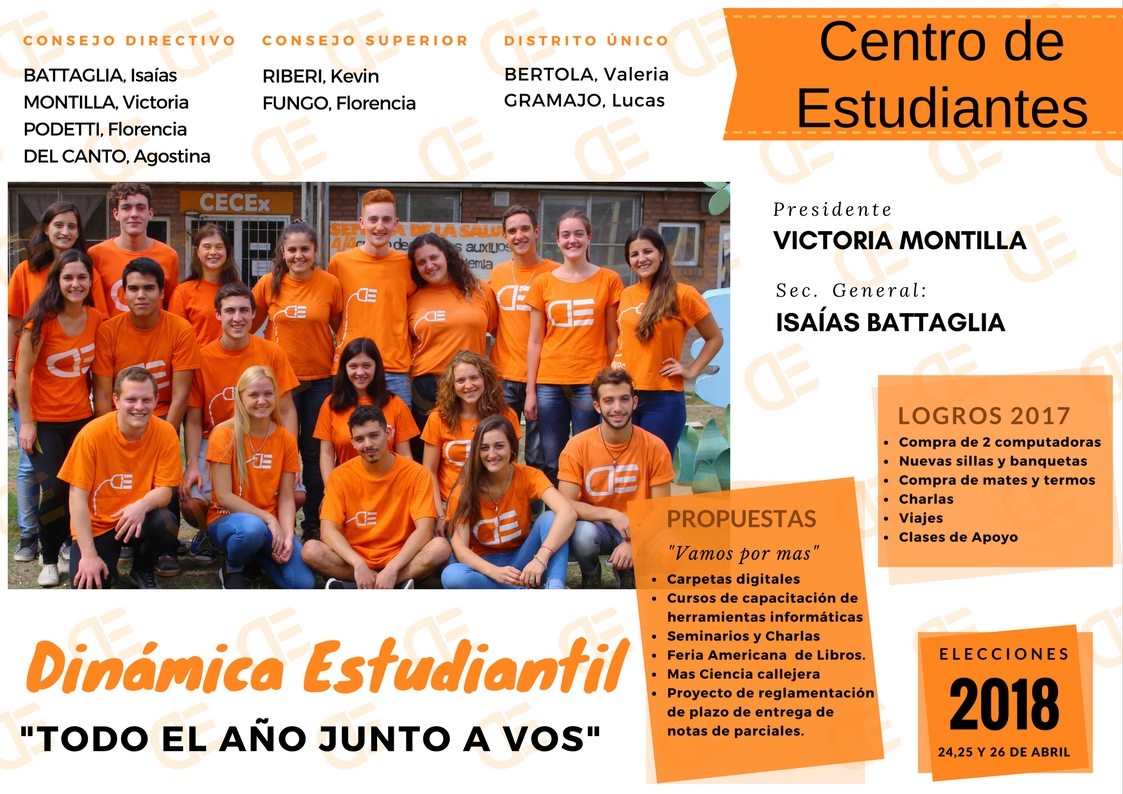 CONSEJO DIRECTIVO
BATTAGLIA, Isaías
MONTILLA, Victoria
PODETTI, Florencia
DEL CANTO, Agostina
CONSEJO SUPERIOR
RIBERI, Kevin
FUNGO, Florencia
DISTRITO ÚNICO
BERTOLA, Valeria
GRAMAJO, Lucas
Centro de
Estudiantes
CECEx
Presidente
VICTORIA MONTILLA
Sec. General:
ISAÍAS BATTAGLIA
LOGROS 2017
Compra de 2 computadoras
Nuevas sillas y banquetas
Compra de mates y termos
Charlas
Viajes
Clases de Apoyo
PROPUESTAS
"Vamos por mas"
Carpetas digitales
Cursos de capacitación de
herramientas informáticas
Seminarios y Charlas
Feria Americana de Libros.
Mas Ciencia callejera
Proyecto de reglamentación
de plazo de entrega de
notas de parciales.
Dinámica Estudiantil
"TODO EL AÑO JUNTO A VOS"
ELECCIONES
2018
24,25 Y 26 DE ABRIL